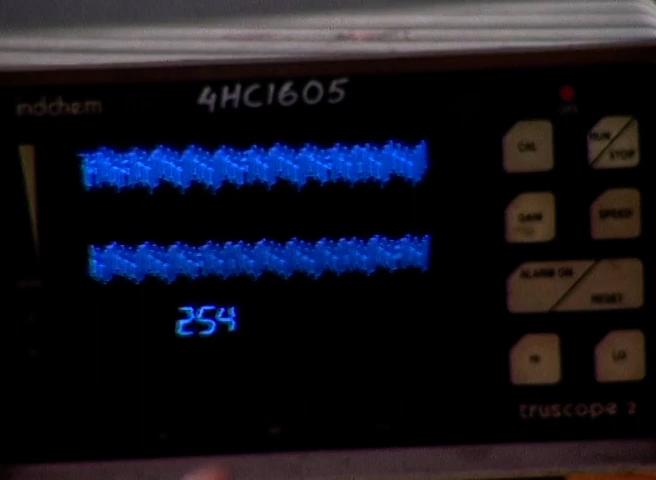 indchem
4HC1605
CAL
RUN
STOP
GAIN
SPEED
ALARM ON
RESET
254
truscope 2